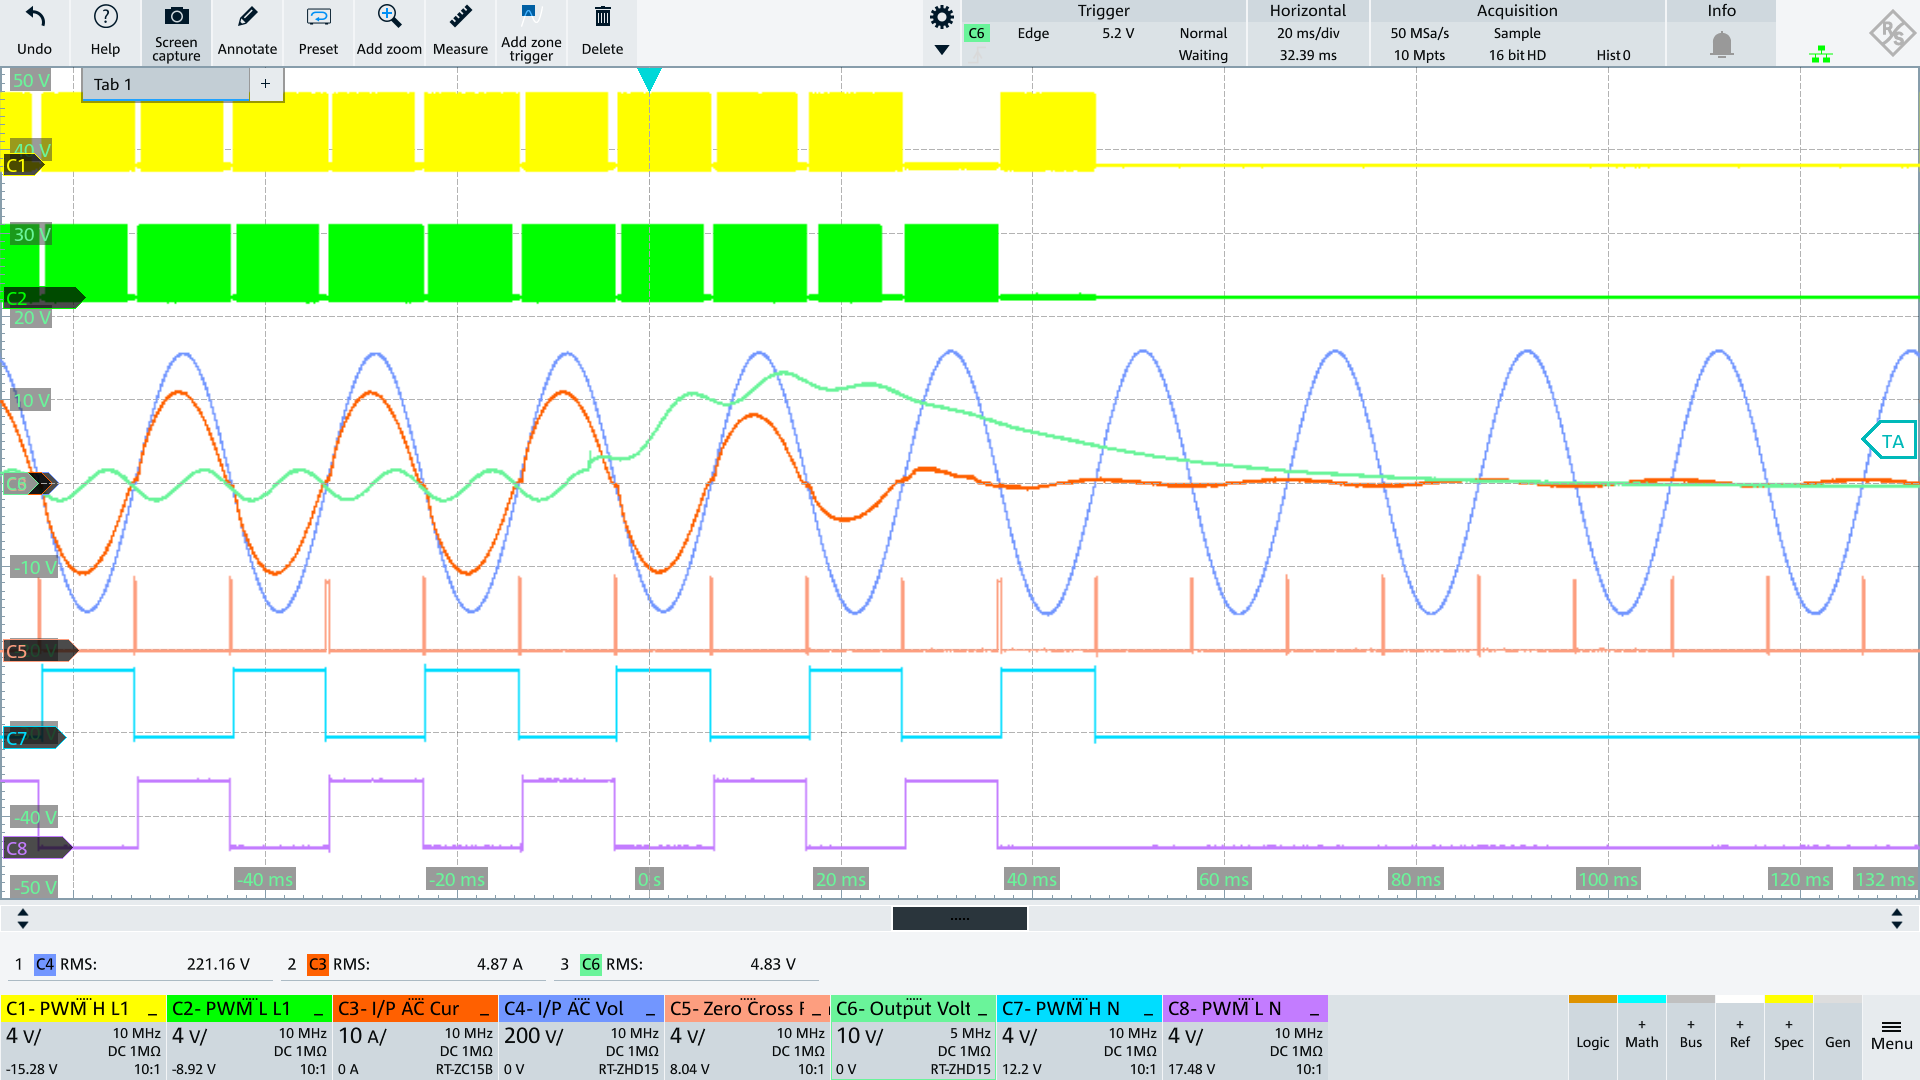 Undo
Help
Screen capture
Annotate
Preset
Add zoom
Measure
Add zone trigger
Delete
Trigger
C6 Edge 5.2 V Normal
Waiting
Horizontal
20 ms/div
32.39 ms
Acquisition
50 MSa/s Sample
10 Mpts 16 bit HD Hist 0
Info
R S
50 V
Tab 1
+
40 V
C1
30 V
C2
20 V
10 V
TA
C6
-10 V
C5
C7
-40 V
C8
-50 V
-40 ms
-20 ms
0 s
20 ms
40 ms
60 ms
80 ms
100 ms
120 ms
132 ms
1 C4 RMS: 221.16 V
2 C3 RMS: 4.87 A
3 C6 RMS: 4.83 V
C1- PWM H L1
4 V/ 10 MHz
DC 1MΩ
-15.28 V 10:1
C2- PWM L L1
4 V/ 10 MHz
DC 1MΩ
-8.92 V 10:1
C3- I/P AC Cur
10 A/ 10 MHz
DC 1MΩ
0 A RT-ZC15B
C4- I/P AC Vol
200 V/ 10 MHz
DC 1MΩ
0 V RT-ZHD15
C5- Zero Cross
4 V/ 10 MHz
DC 1MΩ
8.04 V 10:1
C6- Output Volt
10 V/ 5 MHz
DC 1MΩ
0 V RT-ZHD15
C7- PWM H N
4 V/ 10 MHz
DC 1MΩ
12.2 V 10:1
C8- PWM L N
4 V/ 10 MHz
DC 1MΩ
17.48 V 10:1
Logic
+ Math
+ Bus
+ Ref
+ Spec
Gen
Menu